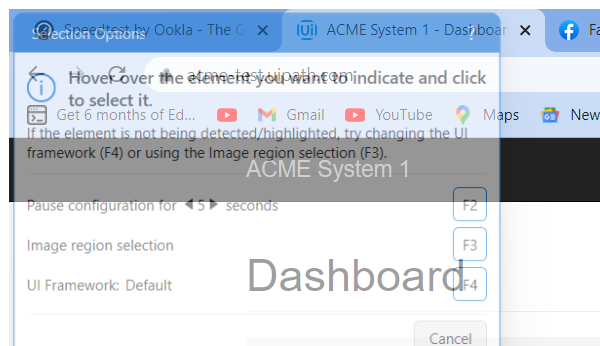 Speedtest by Ookla - The G
ACME System 1 - Dashboard
Fa
Selection Options
?
acme-test.uipath.com
Hover over the element you want to indicate and click
to select it.
Get 6 months of Ed...
Gmail
YouTube
Maps
New
If the element is not being detected/highlighted, try changing the UI
framework (F4) or using the Image region selection (F3).
ACME System 1
Pause configuration for 5 seconds
F2
Image region selection
F3
UI Framework: Default
F4
Dashboard
Cancel